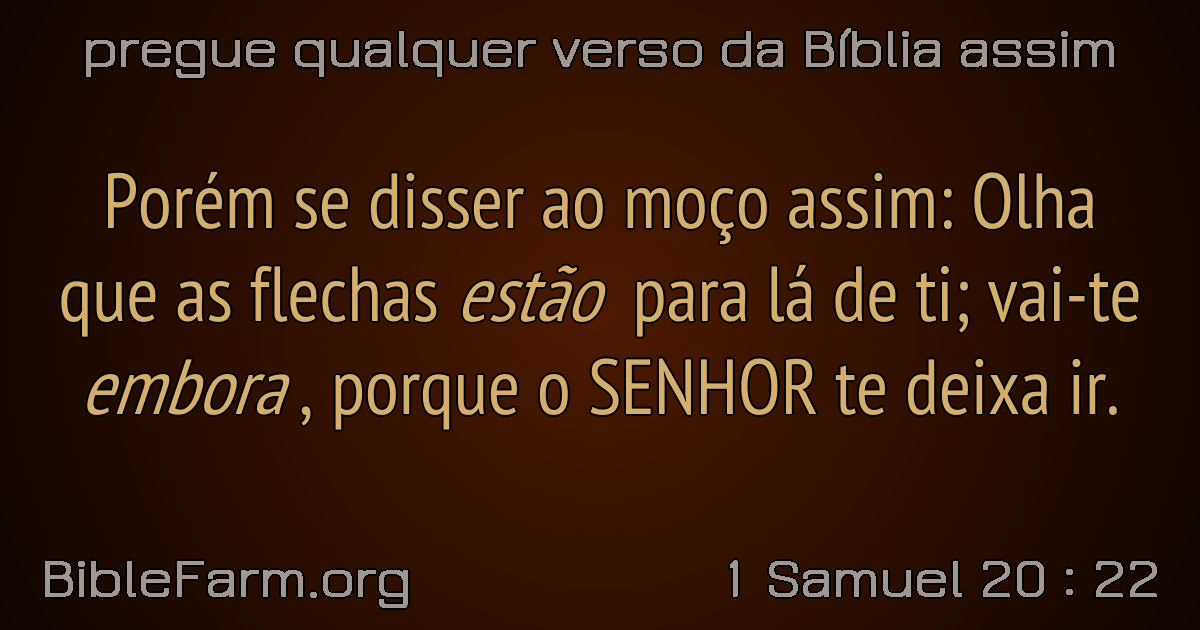 pregue qualquer verso da Bíblia assim
Porém se disser ao moço assim: Olha
que as flechas estão para lá de ti; vai-te
embora , porque o SENHOR te deixa ir.
BibleFarm.org
1 Samuel 20 : 22